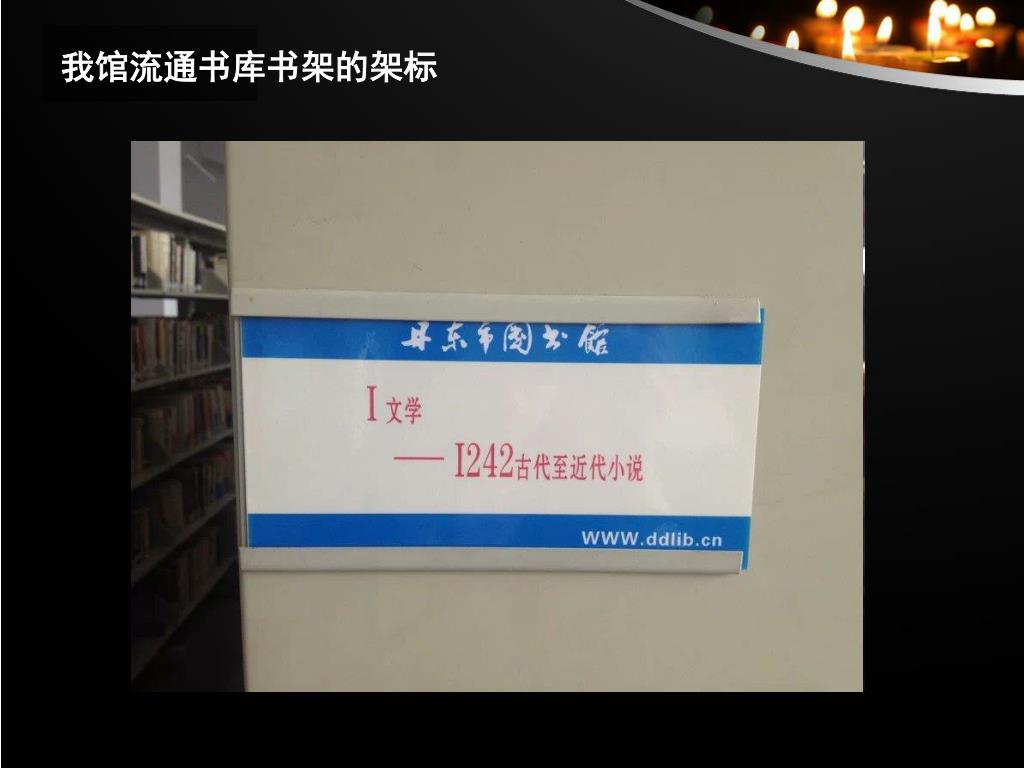 我馆流通书库书架的架标
丹东市图书馆
I 文学
—— I242古代至近代小说
www.ddlib.cn